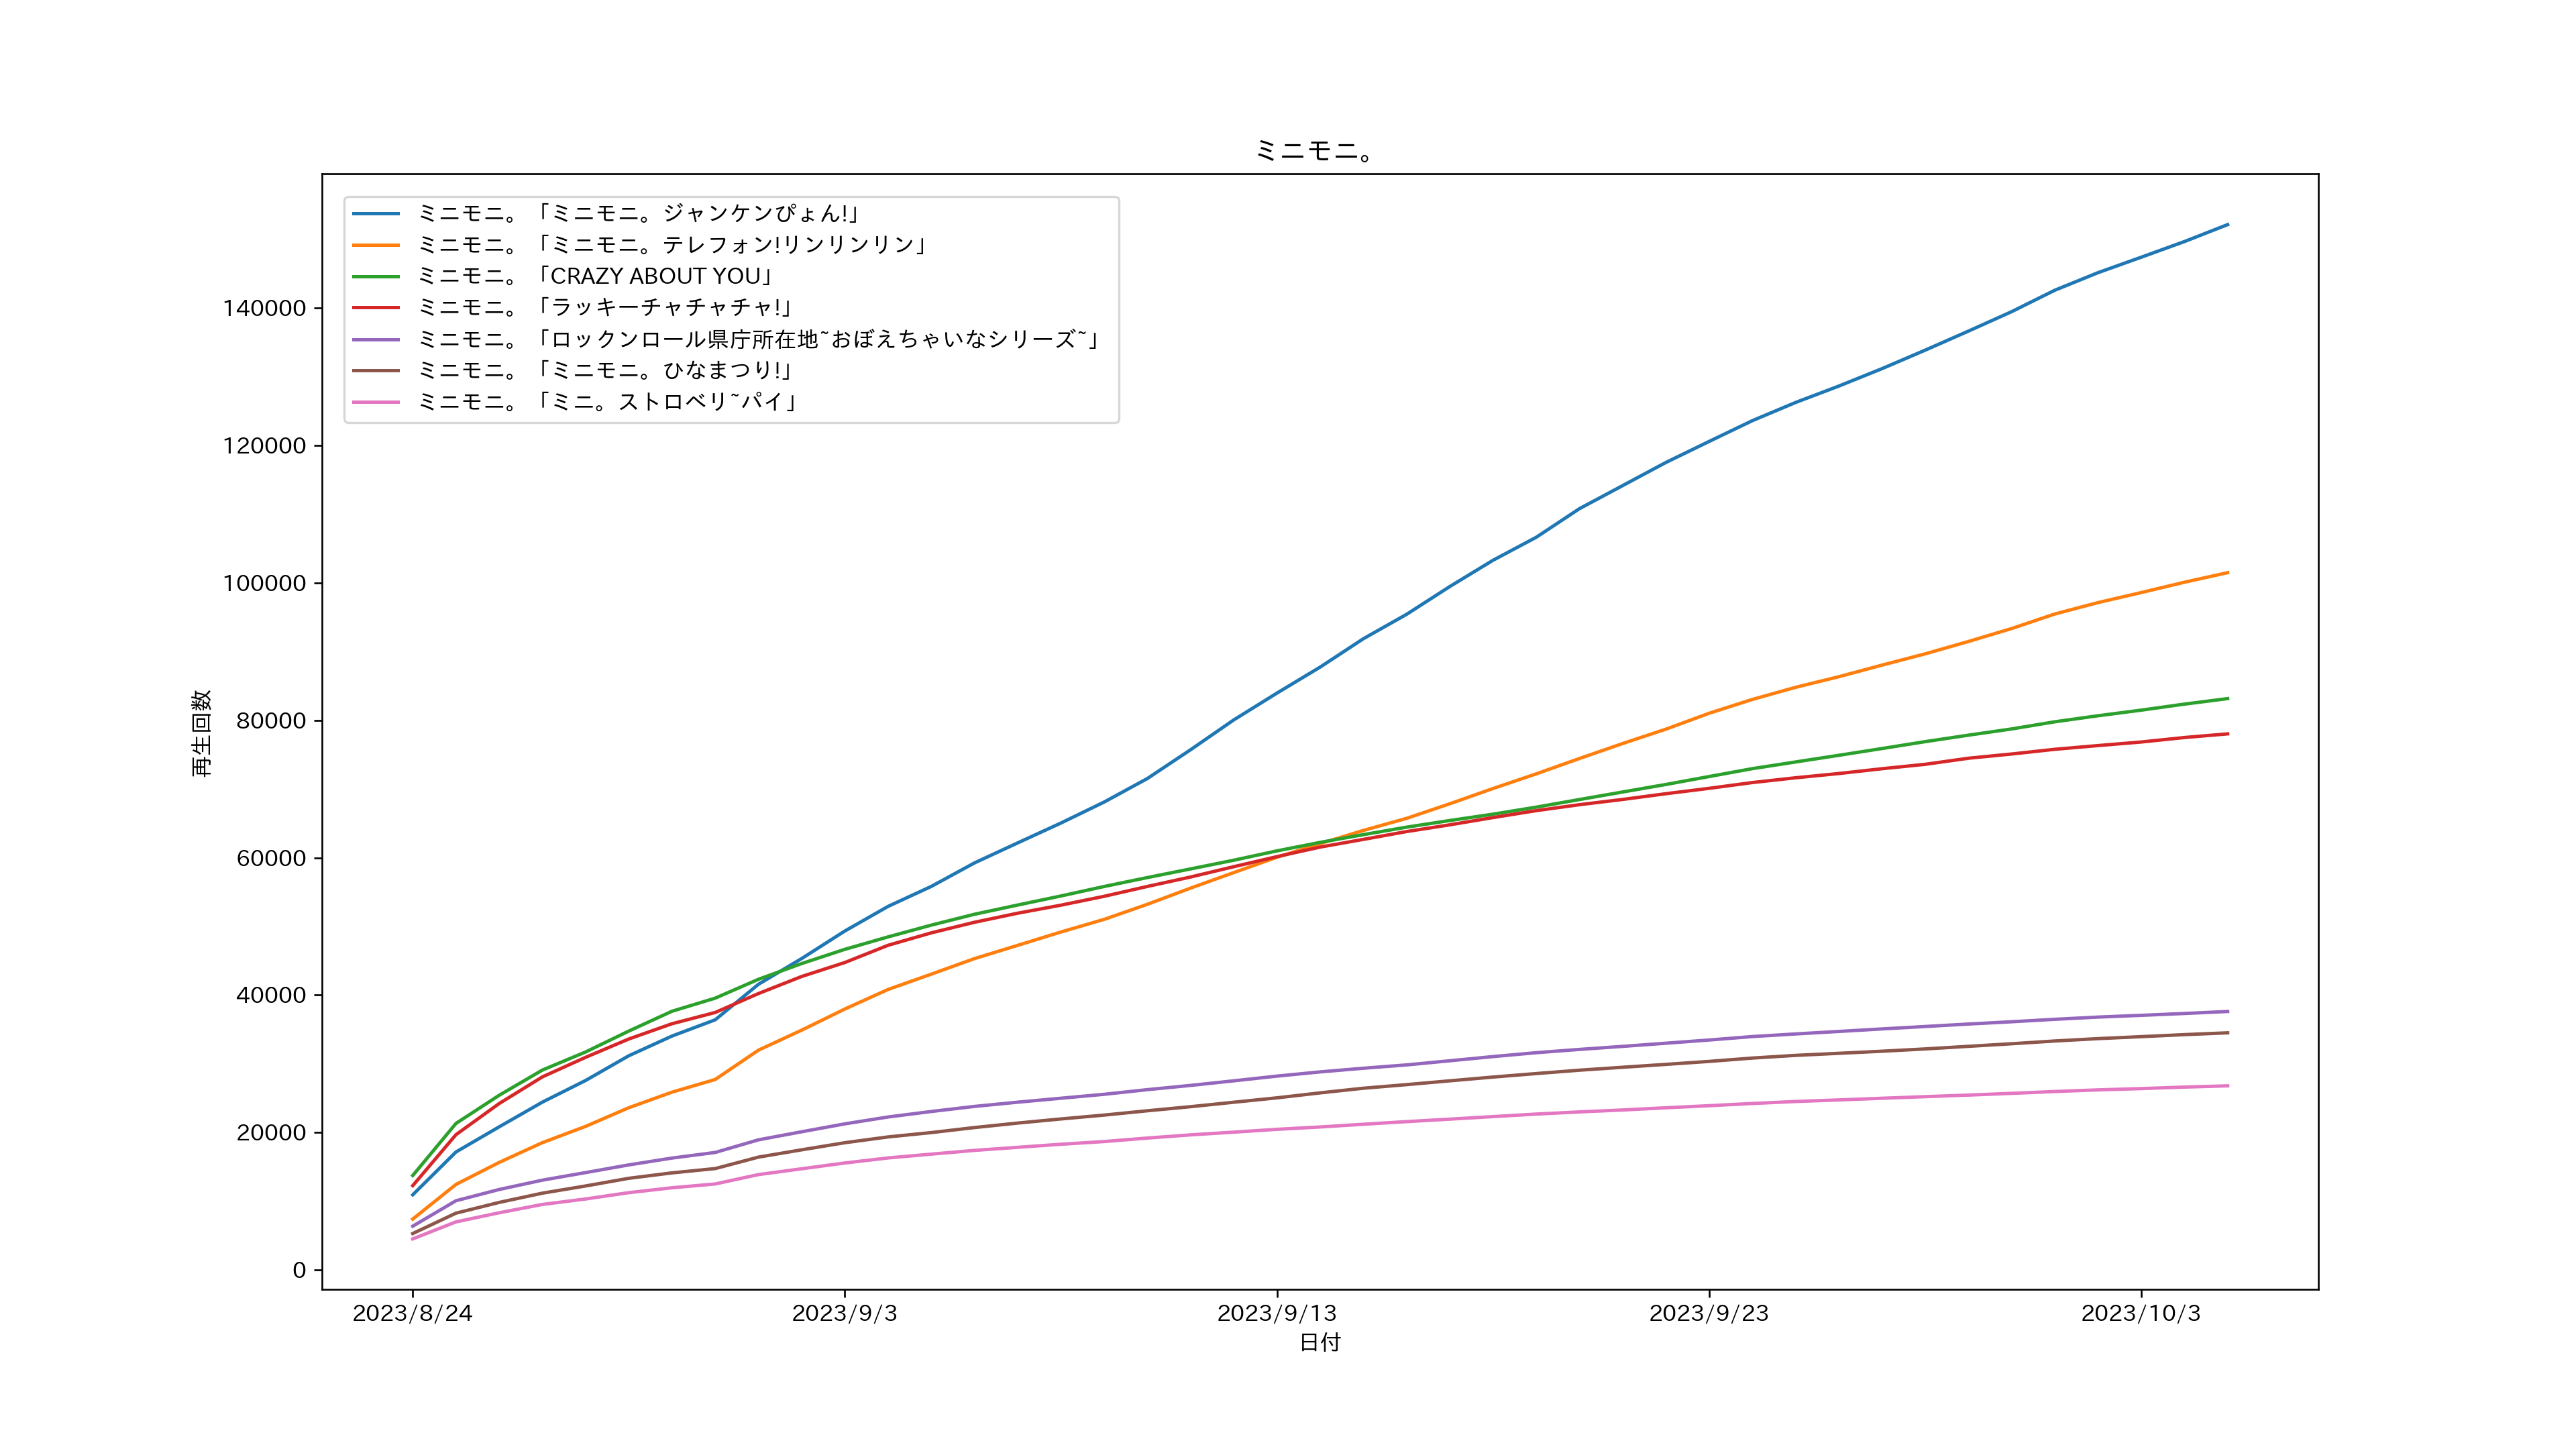 ミニモニ。
ミニモニ。「ミニモニ。ジャンケンぴょん!」
ミニモニ。「ミニモニ。テレフォン!リンリンリン」
ミニモニ。「CRAZY ABOUT YOU」
ミニモニ。「ラッキーチャチャチャ!」
ミニモニ。「ロックンロール県庁所在地~おぼえちゃいなシリーズ~」
ミニモニ。「ミニモニ。ひなまつり!」
ミニモニ。「ミニ。ストロベリ~パイ」
140000
120000
100000
80000
60000
40000
20000
0
再生回数
2023/8/24
2023/9/3
2023/9/13
2023/9/23
2023/10/3
日付